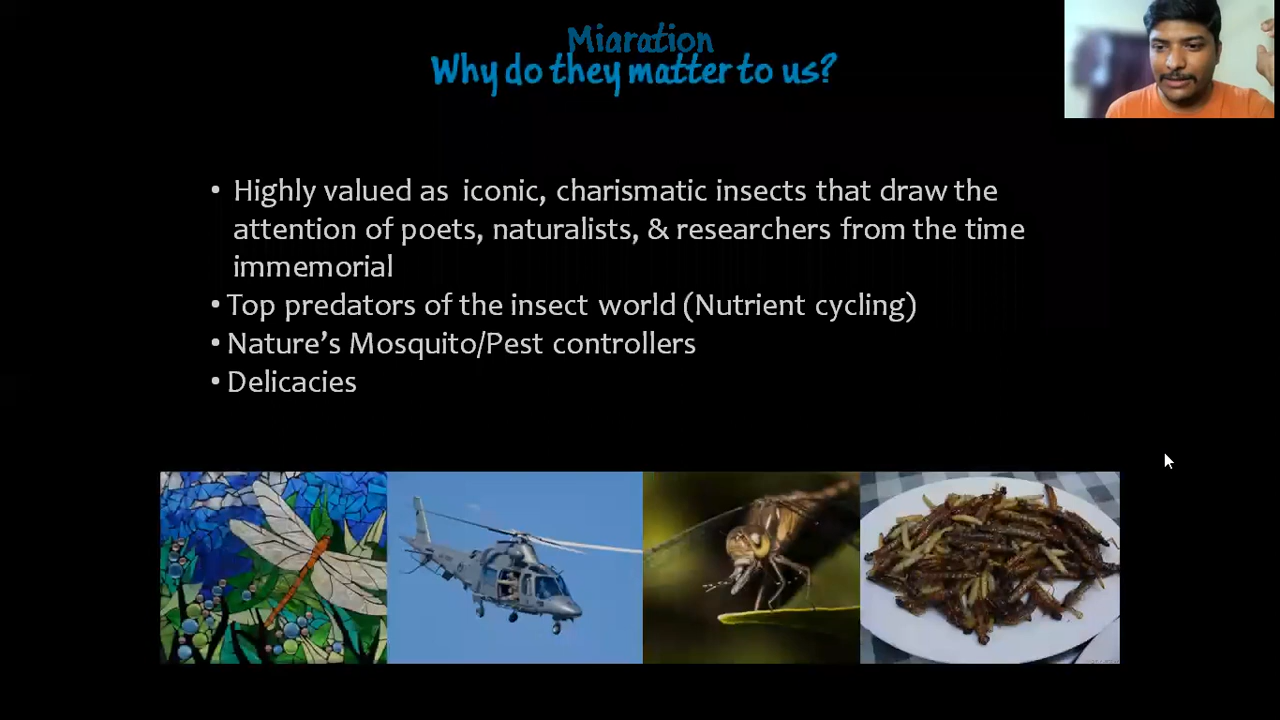 Migration
Why do they matter to us?
• Highly valued as iconic, charismatic insects that draw the
attention of poets, naturalists, & researchers from the time
immemorial
• Top predators of the insect world (Nutrient cycling)
• Nature’s Mosquito/Pest controllers
• Delicacies